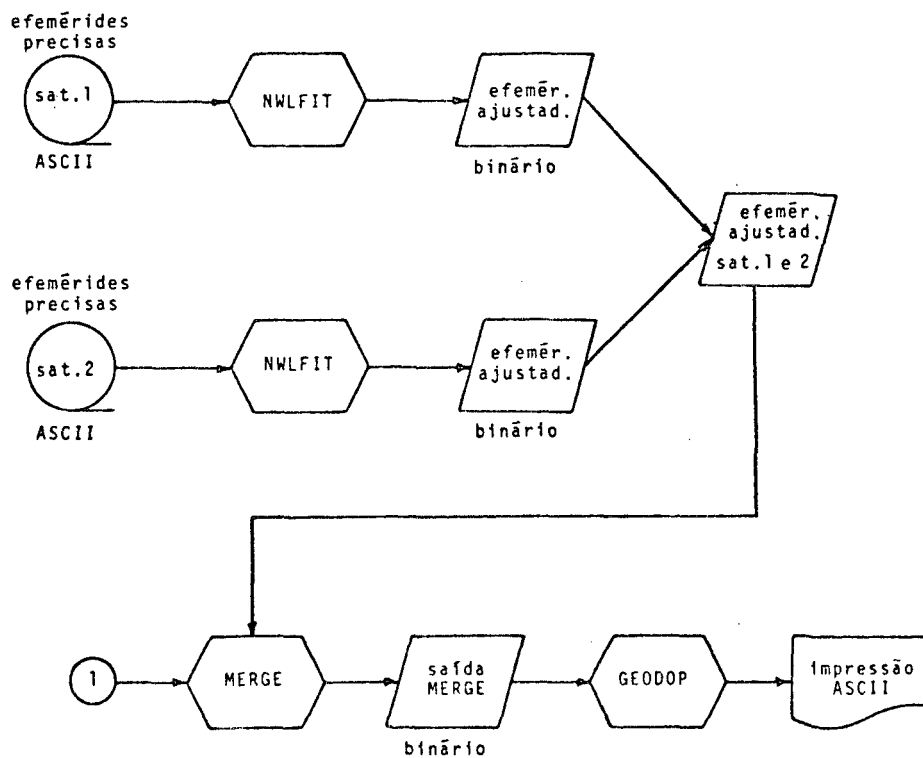 efemérides
precisas
sat.1
ASCII
NWLFIT
efemér.
ajustad.
binário
efemér.
ajustad.
sat.1 e 2
efemérides
precisas
sat.2
ASCII
NWLFIT
efemér.
ajustad.
binário
1
MERGE
saída
MERGE
binário
GEODOP
impressão
ASCII